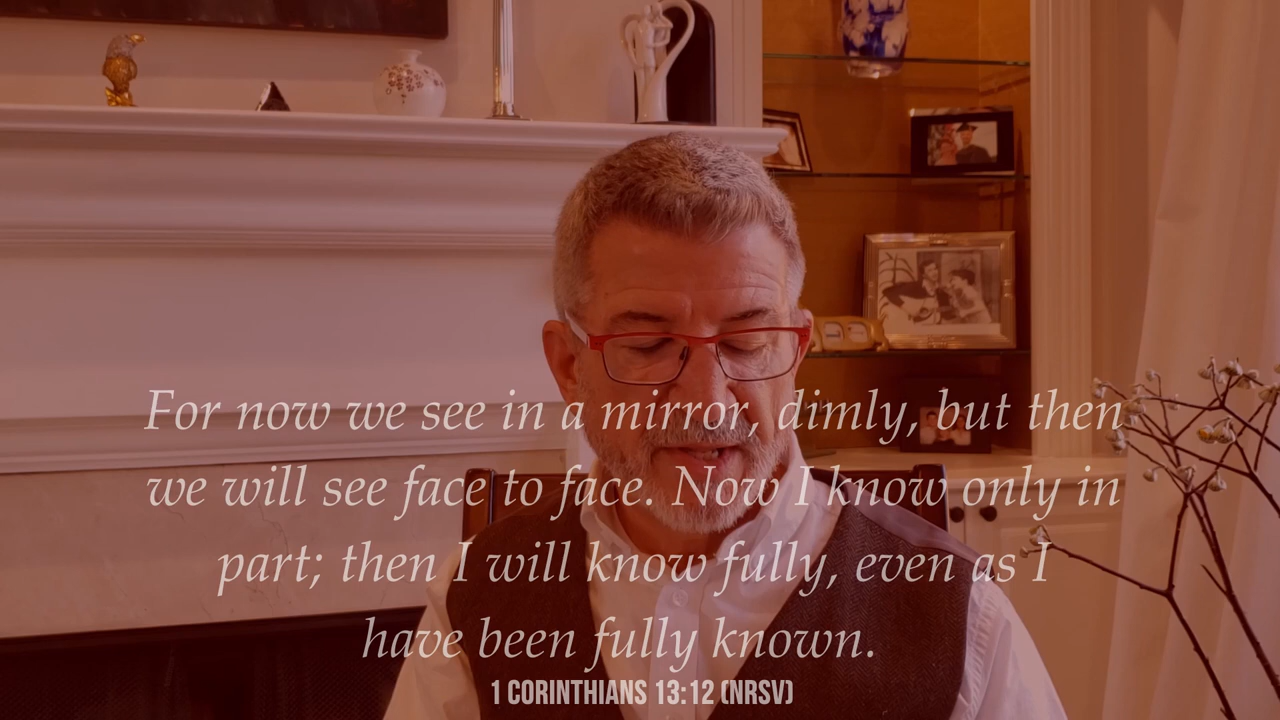 For now we see in a mirror, dimly, but then
we will see face to face. Now I know only in
part; then I will know fully, even as I
have been fully known.
1 CORINTHIANS 13:12 (NRSV)